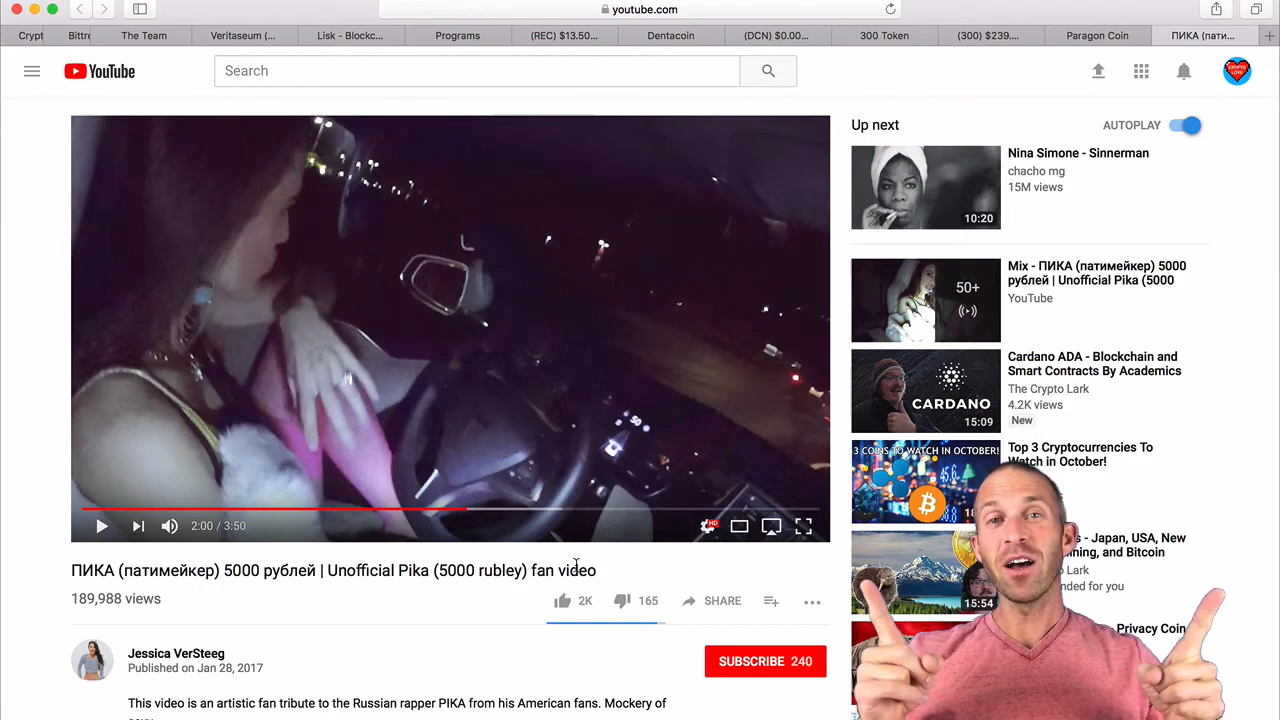 youtube.com
Crypt
Bittre
The Team
Veritaseum (...
Lisk - Blockc...
Programs
(REC) $13.50...
Dentacoin
(DCN) $0.00...
300 Token
(300) $239....
Paragon Coin
ПИКА (пати...
YouTube
Search
CRYPTO
LOVE
Up next
AUTOPLAY
Nina Simone - Sinnerman
chacho mg
15M views
10:20
Mix - ПИКА (патимейкер) 5000
рублей | Unofficial Pika (5000
YouTube
50+
Cardano ADA - Blockchain and
Smart Contracts By Academics
The Crypto Lark
4.2K views
New
CARDANO
15:09
Top 3 Cryptocurrencies To
Watch in October!
3 COINS TO WATCH IN OCTOBER!
s - Japan, USA, New
ning, and Bitcoin
Lark
nded for you
15:54
Privacy Coin
50
HD
2:00 / 3:50
ПИКА (патимейкер) 5000 рублей | Unofficial Pika (5000 rubley) fan video
189,988 views
2K
165
SHARE
Jessica VerSteeg
Published on Jan 28, 2017
SUBSCRIBE 240
This video is an artistic fan tribute to the Russian rapper PIKA from his American fans. Mockery of